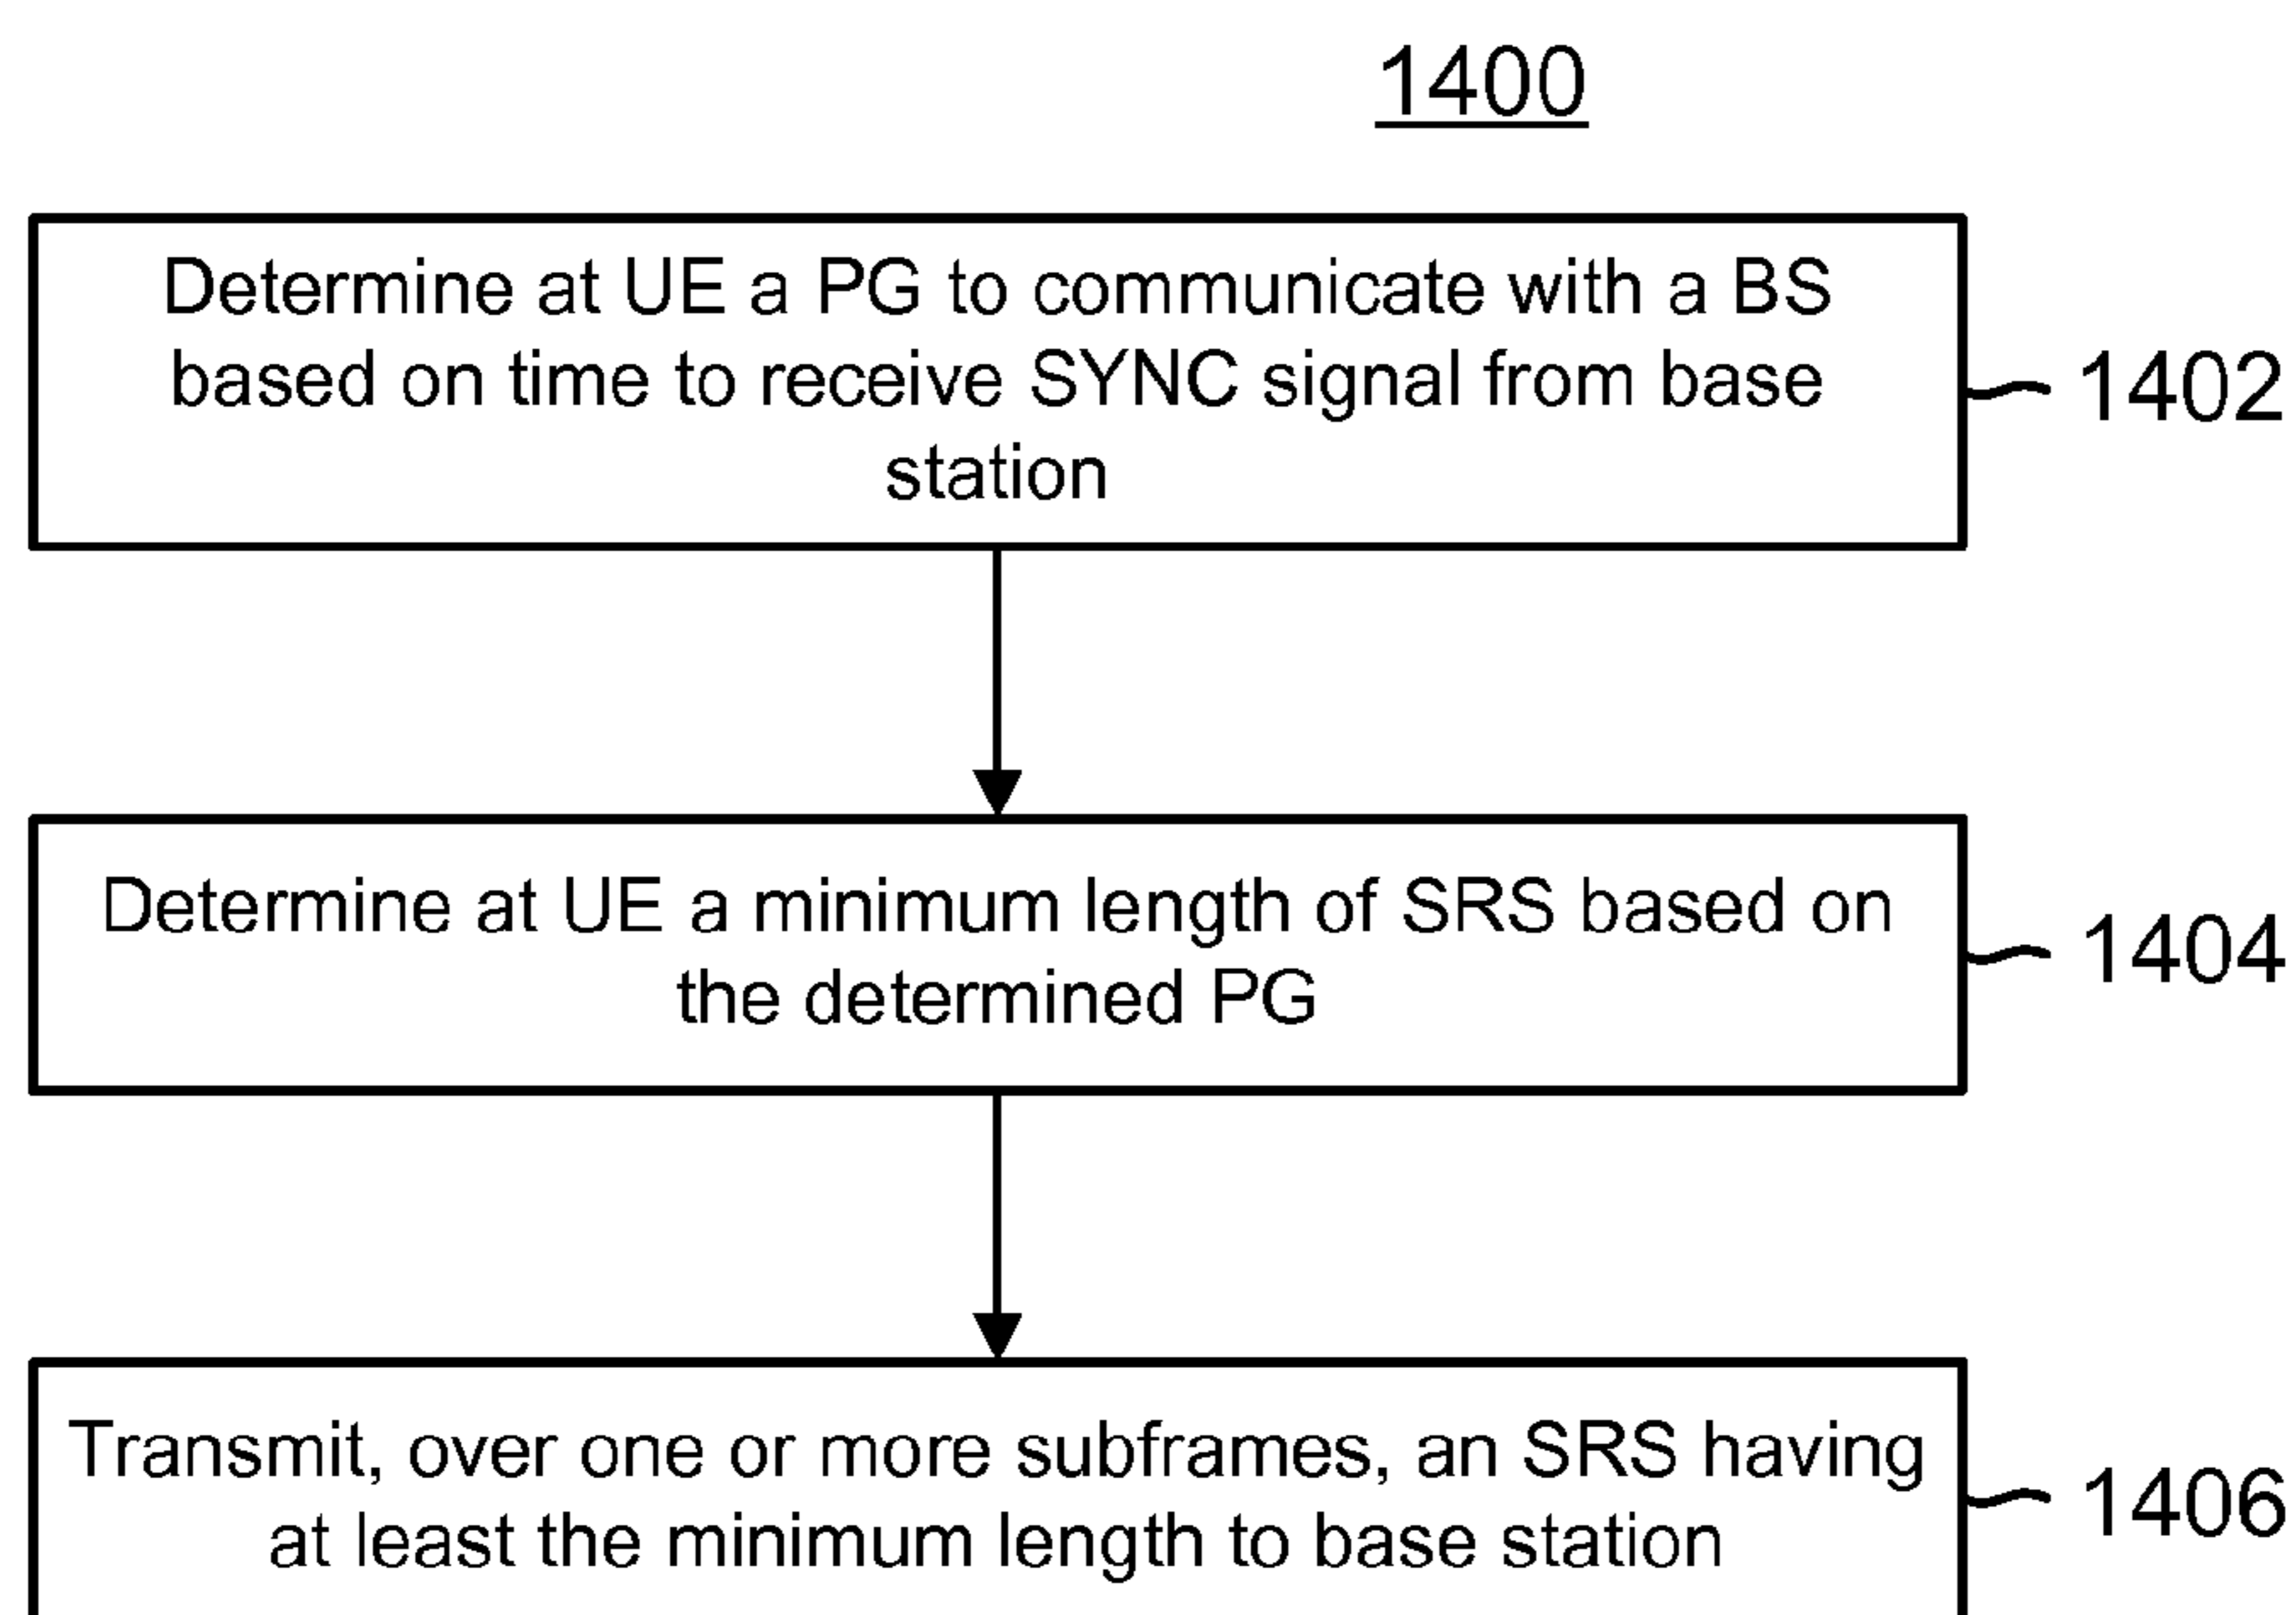 1400
Determine at UE a PG to communicate with a BS
based on time to receive SYNC signal from base
station
1402
Determine at UE a minimum length of SRS based on
the determined PG
1404
Transmit, over one or more subframes, an SRS having
at least the minimum length to base station
1406